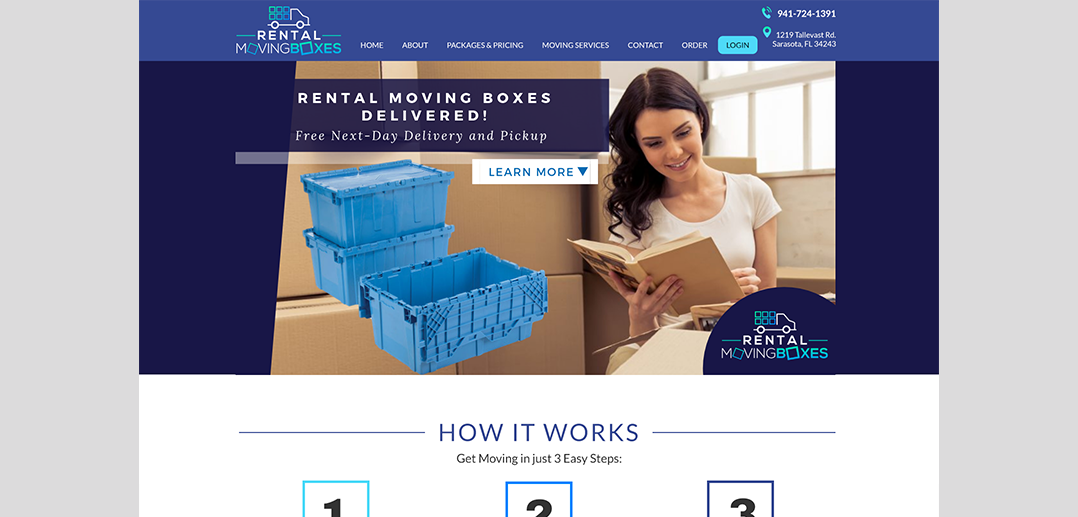 RENTAL
MOVINGBOXES
HOME
ABOUT
PACKAGES & PRICING
MOVING SERVICES
CONTACT
ORDER
LOGIN
941-724-1391
1219 Tallevast Rd.
Sarasota, FL 34243
RENTAL MOVING BOXES
DELIVERED!
Free Next-Day Delivery and Pickup
LEARN MORE
RENTAL
MOVINGBOXES
HOW IT WORKS
Get Moving in just 3 Easy Steps:
1
2
3